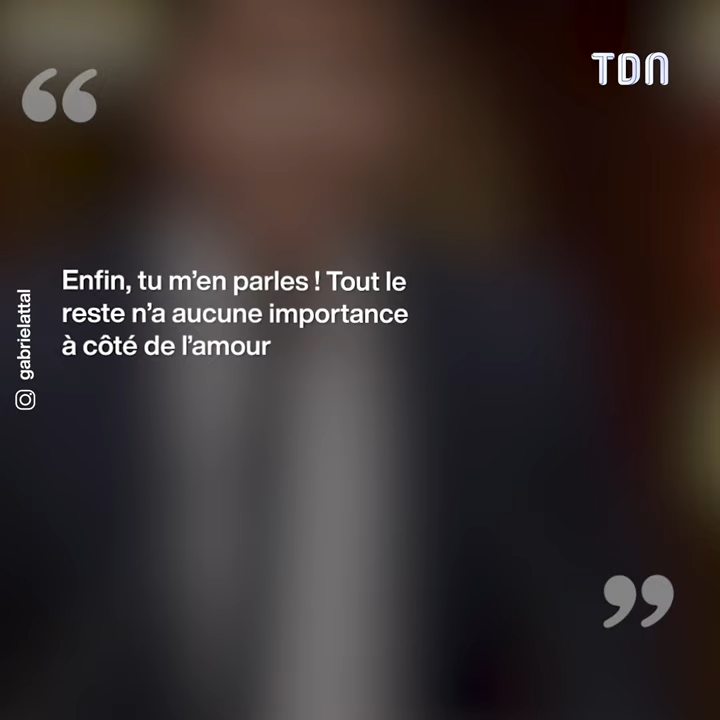 TDN
“
Enfin, tu m’en parles ! Tout le
reste n’a aucune importance
à côté de l’amour
gabrielattal
”